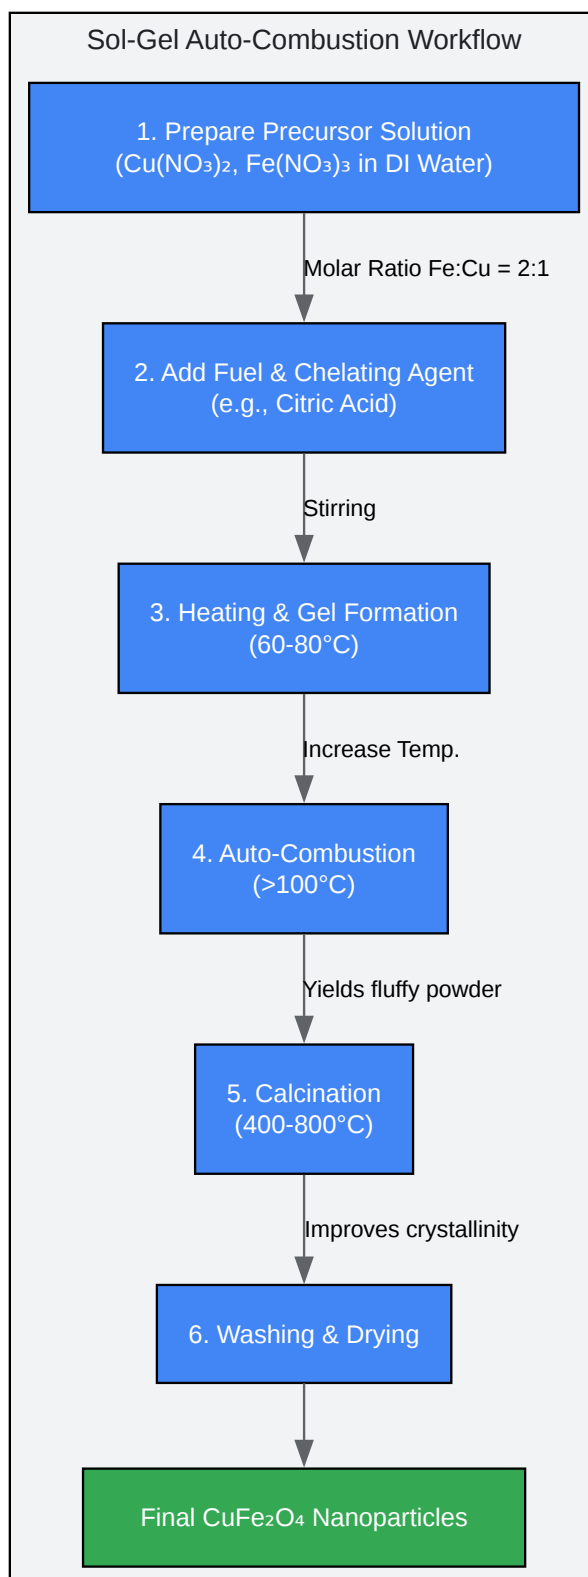 Sol-Gel Auto-Combustion Workflow
1. Prepare Precursor Solution
(Cu(NO₃)₂, Fe(NO₃)₃ in DI Water)
Molar Ratio Fe:Cu = 2:1
2. Add Fuel & Chelating Agent
(e.g., Citric Acid)
Stirring
3. Heating & Gel Formation
(60-80°C)
Increase Temp.
4. Auto-Combustion
(>100°C)
Yields fluffy powder
5. Calcination
(400-800°C)
Improves crystallinity
6. Washing & Drying
Final CuFe₂O₄ Nanoparticles